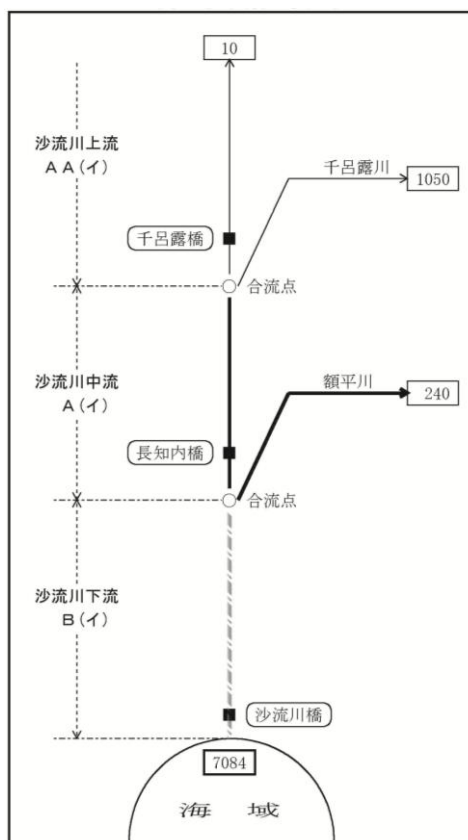 10
沙流川上流
AA(イ)
千呂露川
1050
千呂露橋
合流点
沙流川中流
A(イ)
額平川
240
長知内橋
合流点
沙流川下流
B(イ)
沙流川橋
7084
海 域